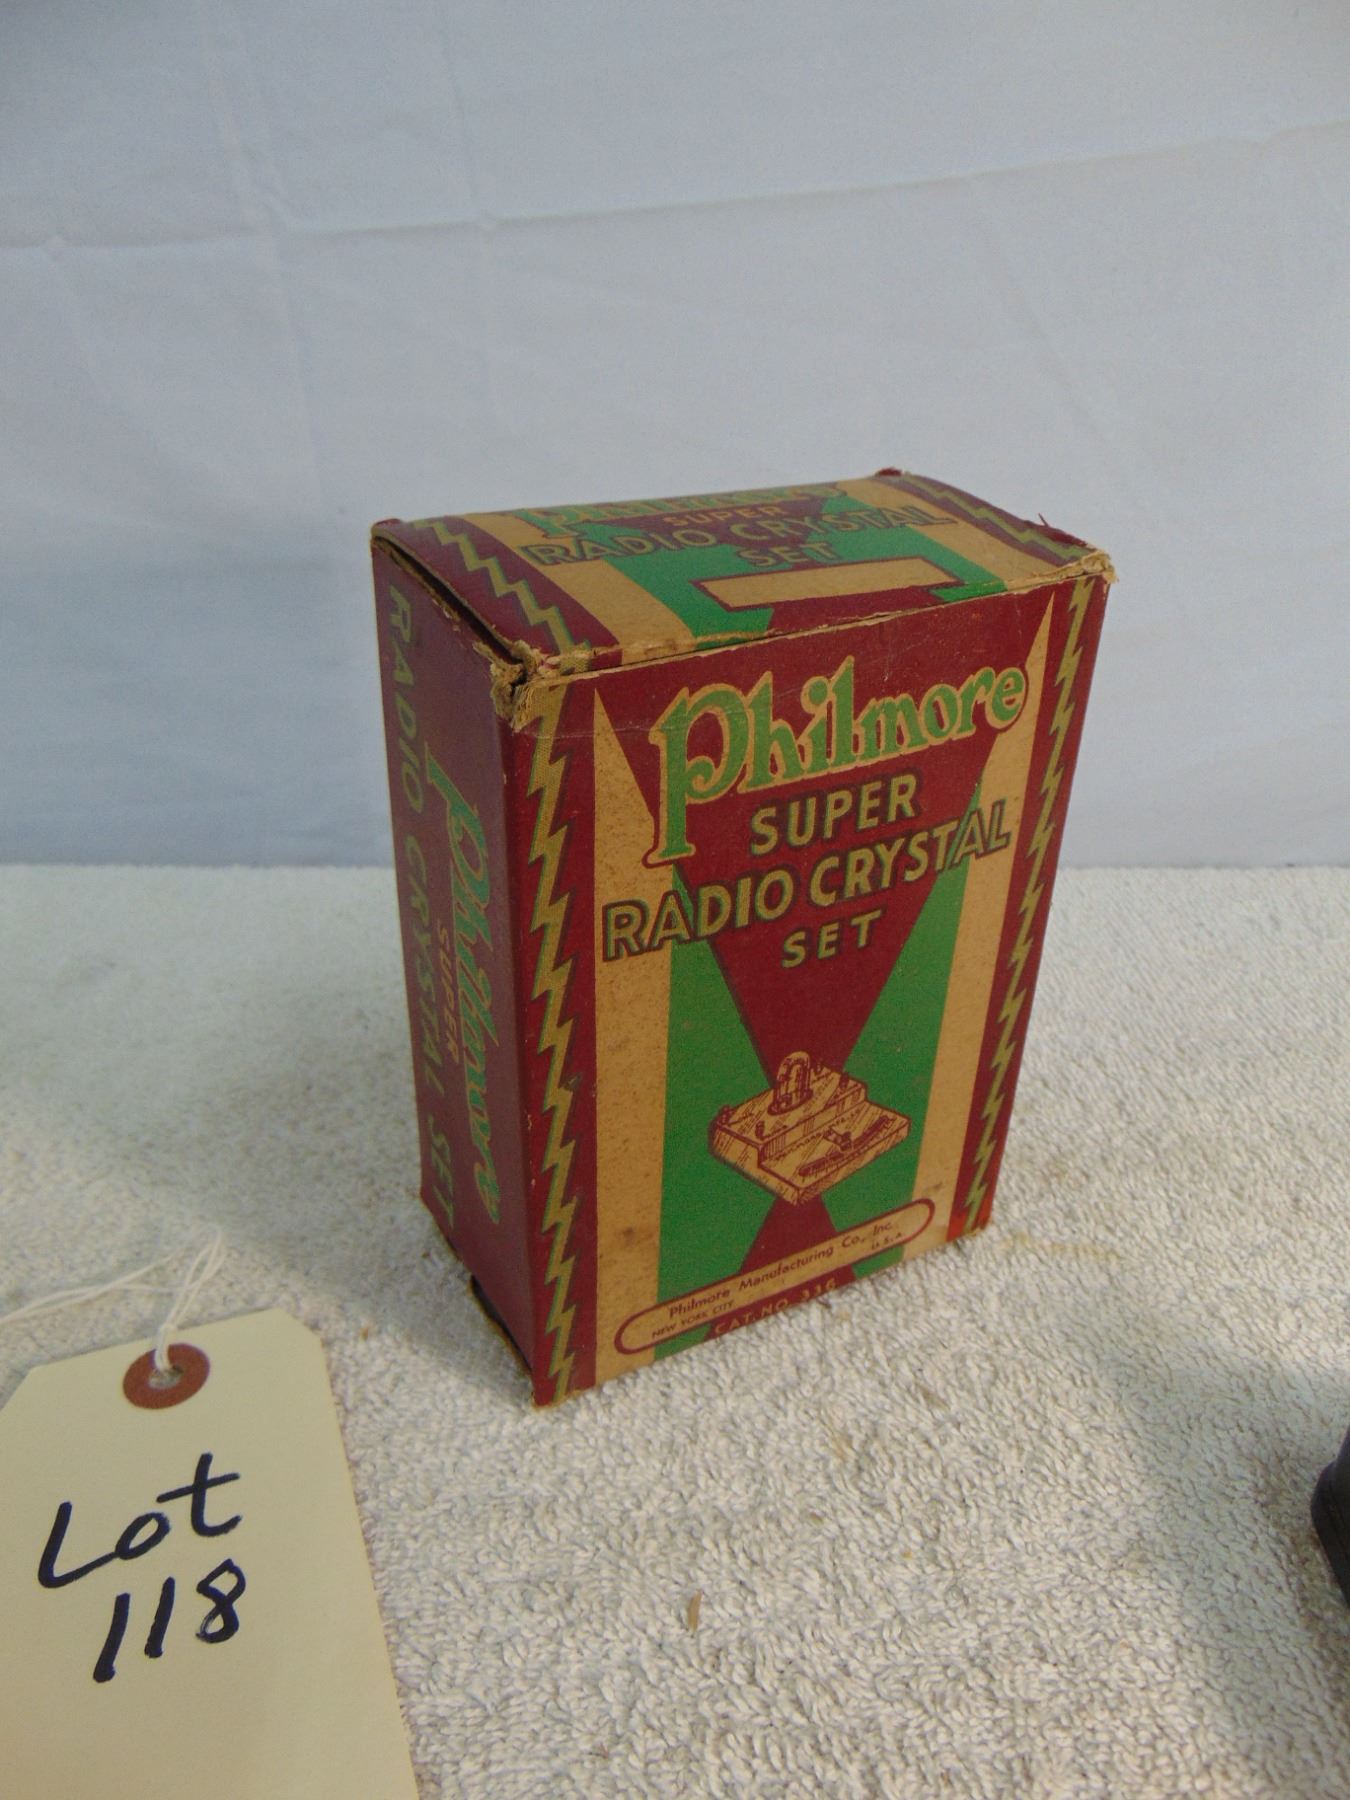 Philmore
SUPER
RADIO CRYSTAL
SET
Philmore
SUPER
RADIO CRYSTAL SET
Philmore
SUPER
RADIO CRYSTAL
SET
Philmore Manufacturing Co., Inc.
NEW YORK CITY U.S.A
CAT. NO. 336
Lot
118